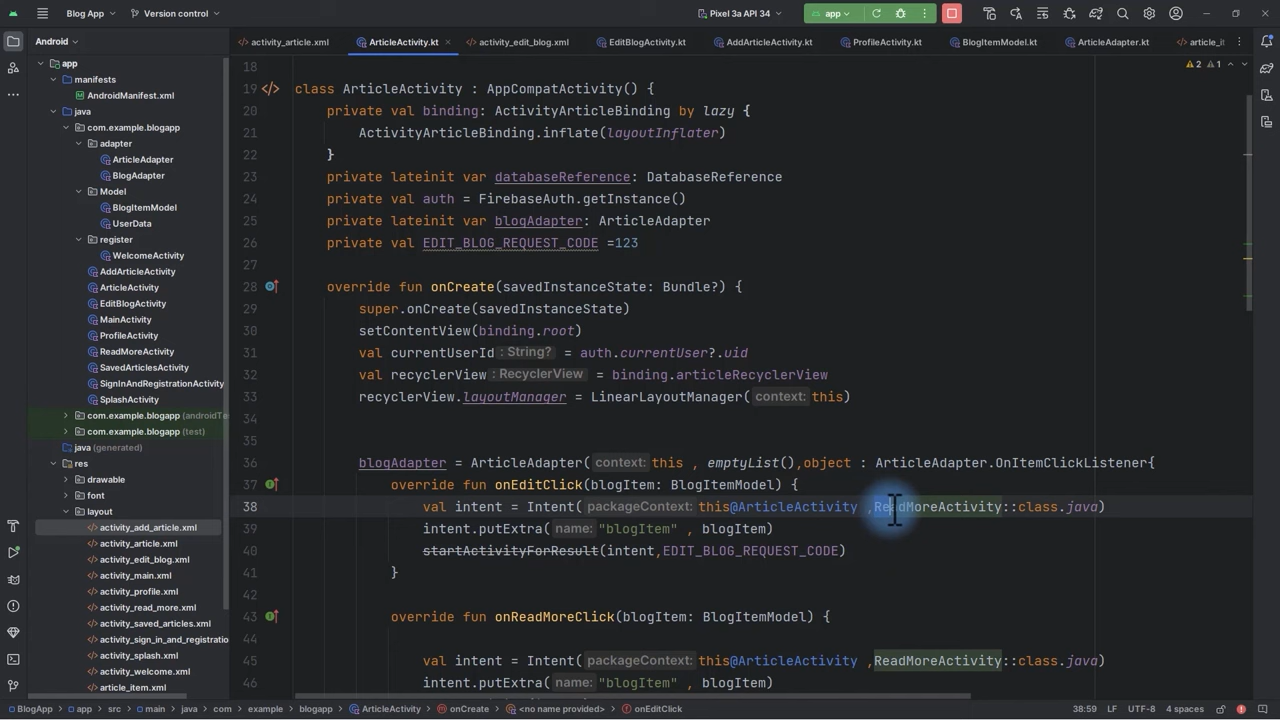 Blog App
Version control
Pixel 3a API 34
app
Android
activity_article.xml
ArticleActivity.kt
activity_edit_blog.xml
EditBlogActivity.kt
AddArticleActivity.kt
ProfileActivity.kt
BlogItemModel.kt
ArticleAdapter.kt
article_i
app
manifests
AndroidManifest.xml
java
com.example.blogapp
adapter
ArticleAdapter
BlogAdapter
Model
BlogItemModel
UserData
register
WelcomeActivity
AddArticleActivity
ArticleActivity
EditBlogActivity
MainActivity
ProfileActivity
ReadMoreActivity
SavedArticlesActivity
SignInAndRegistrationActivity
SplashActivity
com.example.blogapp (androidTe
com.example.blogapp (test)
java (generated)
res
drawable
font
layout
activity_add_article.xml
activity_article.xml
activity_edit_blog.xml
activity_main.xml
activity_profile.xml
activity_read_more.xml
activity_saved_articles.xml
activity_sign_in_and_registratio
activity_splash.xml
activity_welcome.xml
article_item.xml
2 1
18
19 class ArticleActivity : AppCompatActivity() {
20 private val binding: ActivityArticleBinding by lazy {
21 ActivityArticleBinding.inflate(layoutInflater)
22 }
23 private lateinit var databaseReference: DatabaseReference
24 private val auth = FirebaseAuth.getInstance()
25 private lateinit var blogAdapter: ArticleAdapter
26 private val EDIT_BLOG_REQUEST_CODE =123
27
28 override fun onCreate(savedInstanceState: Bundle?) {
29 super.onCreate(savedInstanceState)
30 setContentView(binding.root)
31 val currentUserId : String? = auth.currentUser?.uid
32 val recyclerView : RecyclerView = binding.articleRecyclerView
33 recyclerView.layoutManager = LinearLayoutManager( context: this)
34
35
36 blogAdapter = ArticleAdapter( context: this , emptyList(),object : ArticleAdapter.OnItemClickListener{
37 override fun onEditClick(blogItem: BlogItemModel) {
38 val intent = Intent( packageContext: this@ArticleActivity ,ReadMoreActivity::class.java)
39 intent.putExtra( name: "blogItem" , blogItem)
40 startActivityForResult(intent,EDIT_BLOG_REQUEST_CODE)
41 }
42
43 override fun onReadMoreClick(blogItem: BlogItemModel) {
44
45 val intent = Intent( packageContext: this@ArticleActivity ,ReadMoreActivity::class.java)
46 intent.putExtra( name: "blogItem" , blogItem)
BlogApp > app > src > main > java > com > example > blogapp > ArticleActivity > onCreate > <no name provided> > onEditClick
38:59 LF UTF-8 4 spaces